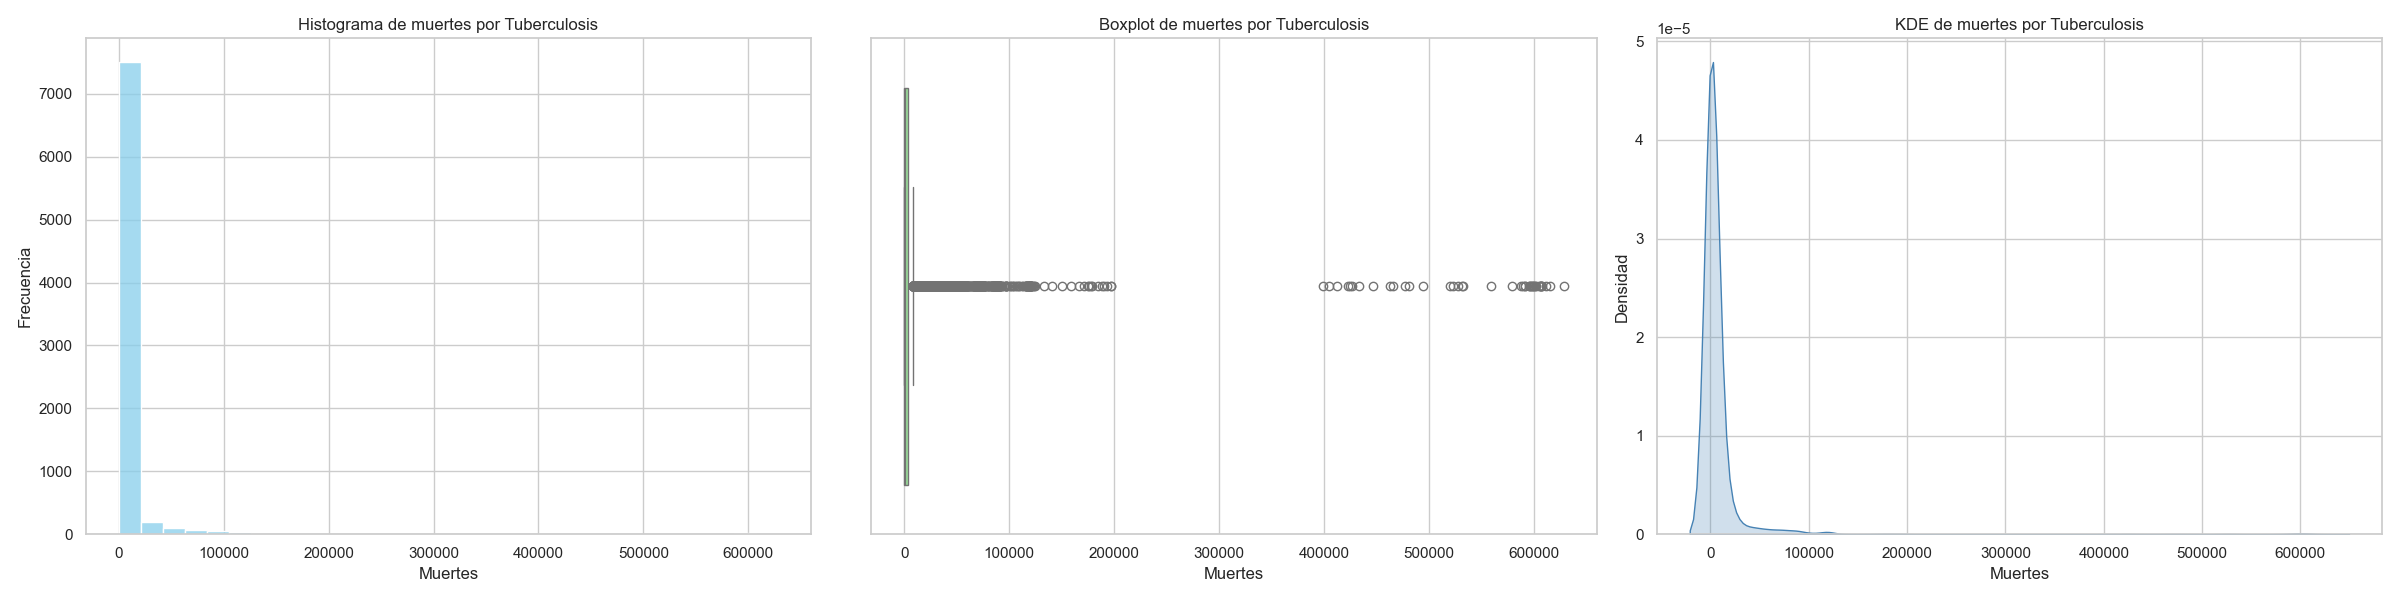 Histograma de muertes por Tuberculosis
Frecuencia
7000
6000
5000
4000
3000
2000
1000
0
0 100000 200000 300000 400000 500000 600000
Muertes
Boxplot de muertes por Tuberculosis
0 100000 200000 300000 400000 500000 600000
Muertes
KDE de muertes por Tuberculosis
1e−5
Densidad
5
4
3
2
1
0
0 100000 200000 300000 400000 500000 600000
Muertes